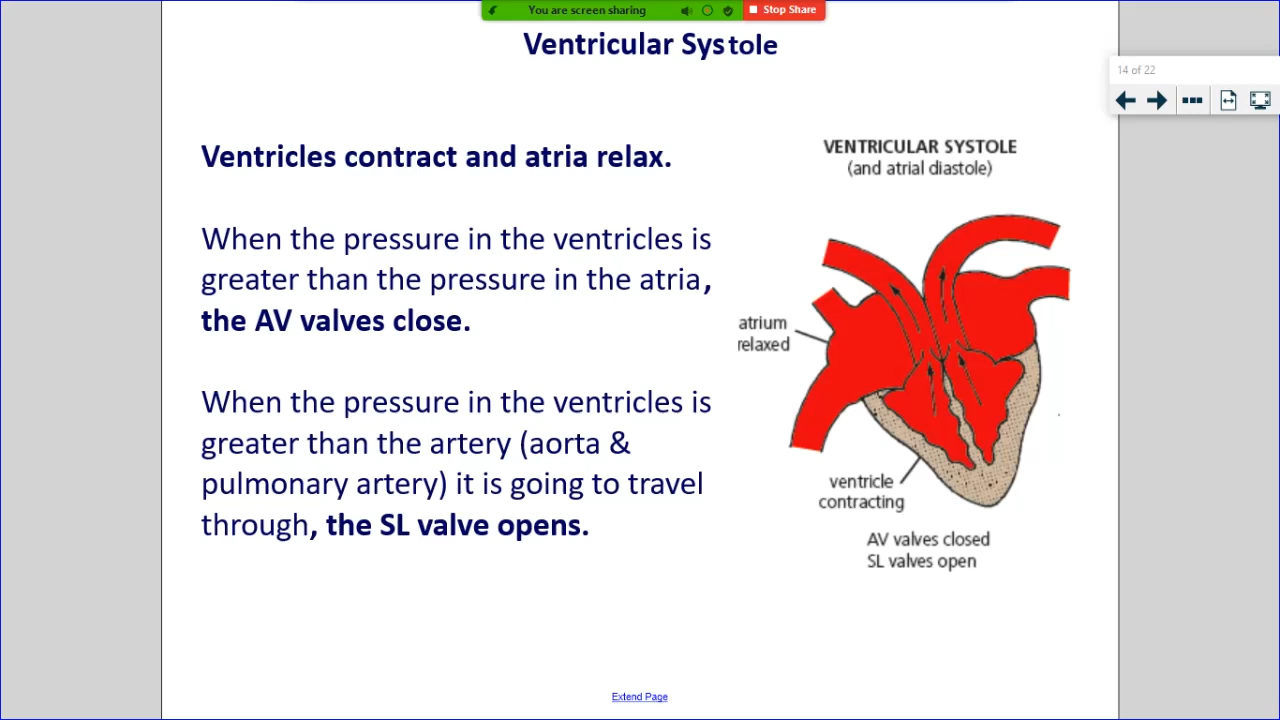 You are screen sharing
Stop Share
Ventricular Systole
14 of 22
Ventricles contract and atria relax.
When the pressure in the ventricles is
greater than the pressure in the atria,
the AV valves close.
When the pressure in the ventricles is
greater than the artery (aorta &
pulmonary artery) it is going to travel
through, the SL valve opens.
VENTRICULAR SYSTOLE
(and atrial diastole)
atrium
relaxed
ventricle
contracting
AV valves closed
SL valves open
Extend Page